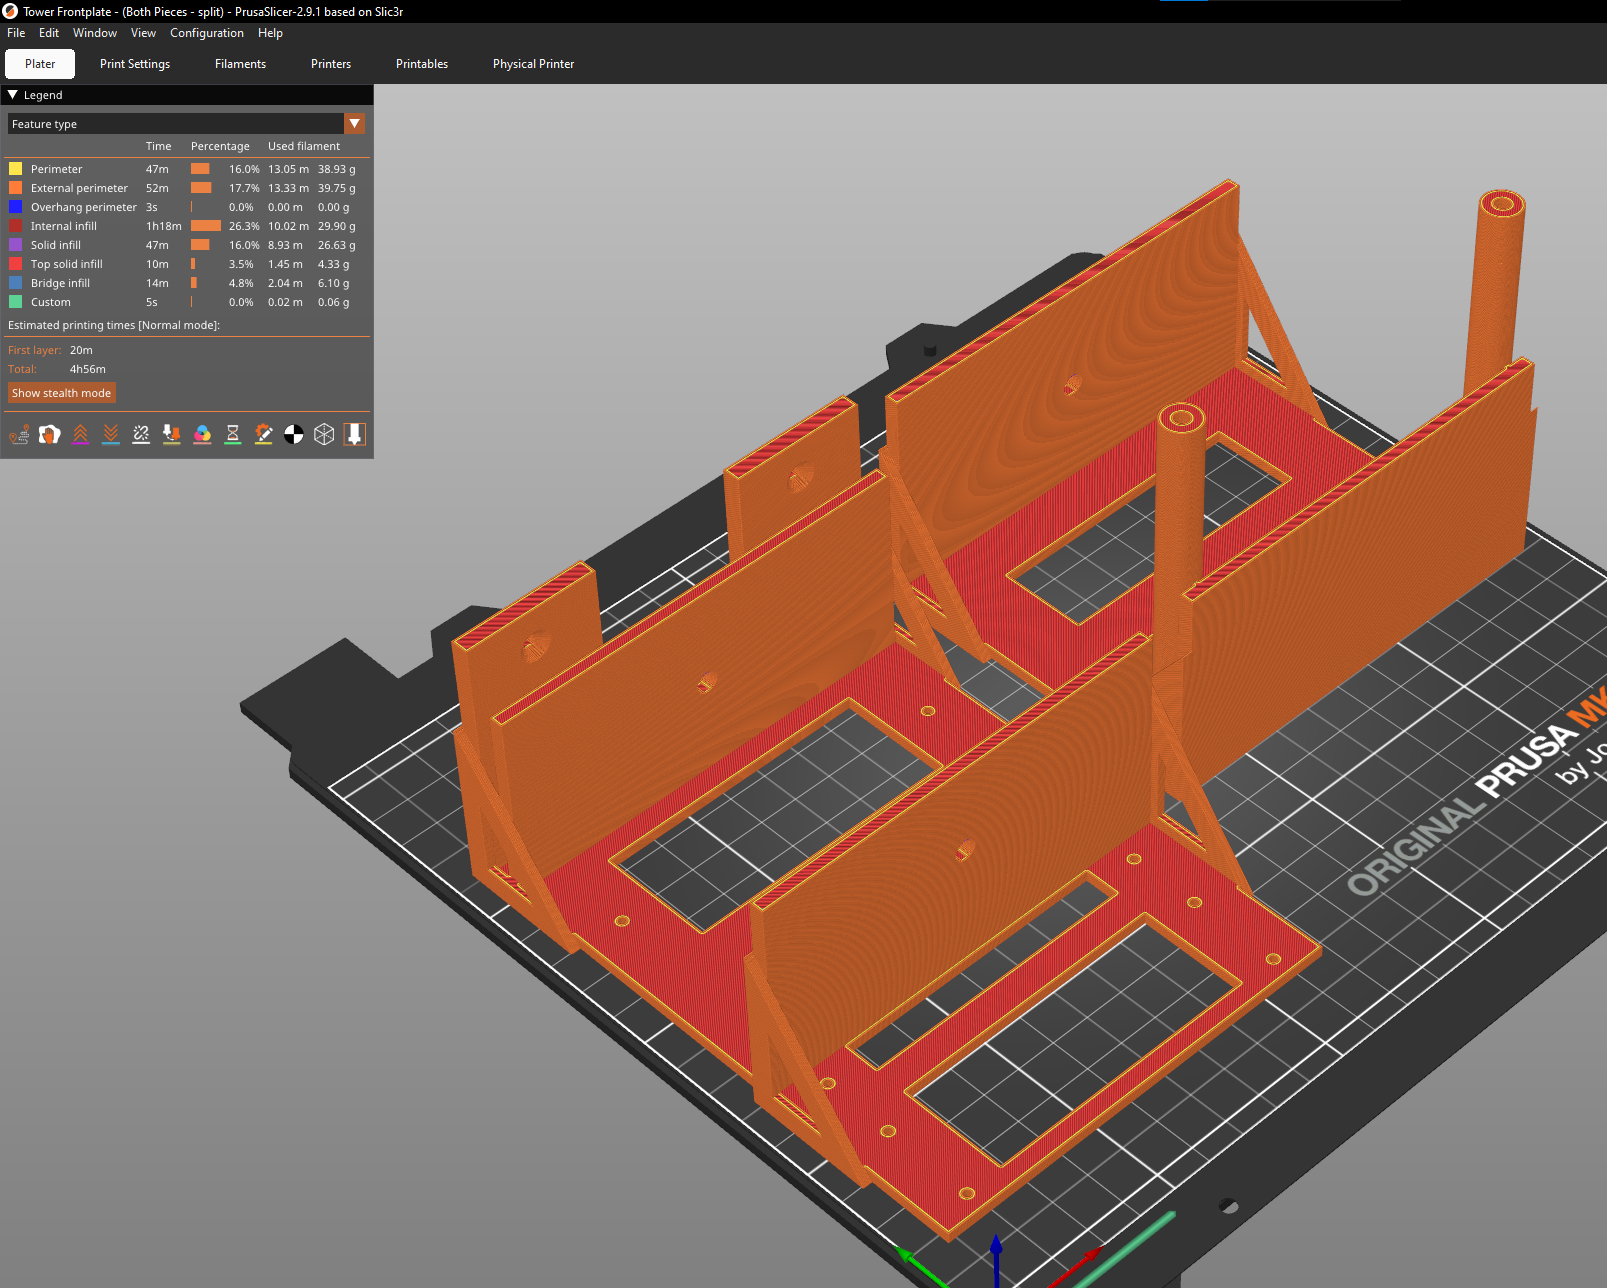 Tower Frontplate - (Both Pieces - split) - PrusaSlicer-2.9.1 based on Slic3r
File Edit Window View Configuration Help
Plater Print Settings Filaments Printers Printables Physical Printer
Legend
Feature type
Time Percentage Used filament
Perimeter 47m 16.0% 13.05 m 38.93 g
External perimeter 52m 17.7% 13.33 m 39.75 g
Overhang perimeter 3s 0.0% 0.00 m 0.00 g
Internal infill 1h18m 26.3% 10.02 m 29.90 g
Solid infill 47m 16.0% 8.93 m 26.63 g
Top solid infill 10m 3.5% 1.45 m 4.33 g
Bridge infill 14m 4.8% 2.04 m 6.10 g
Custom 5s 0.0% 0.02 m 0.06 g
Estimated printing times [Normal mode]:
First layer: 20m
Total: 4h56m
Show stealth mode
ORIGINAL PRUSA MK
by Jo